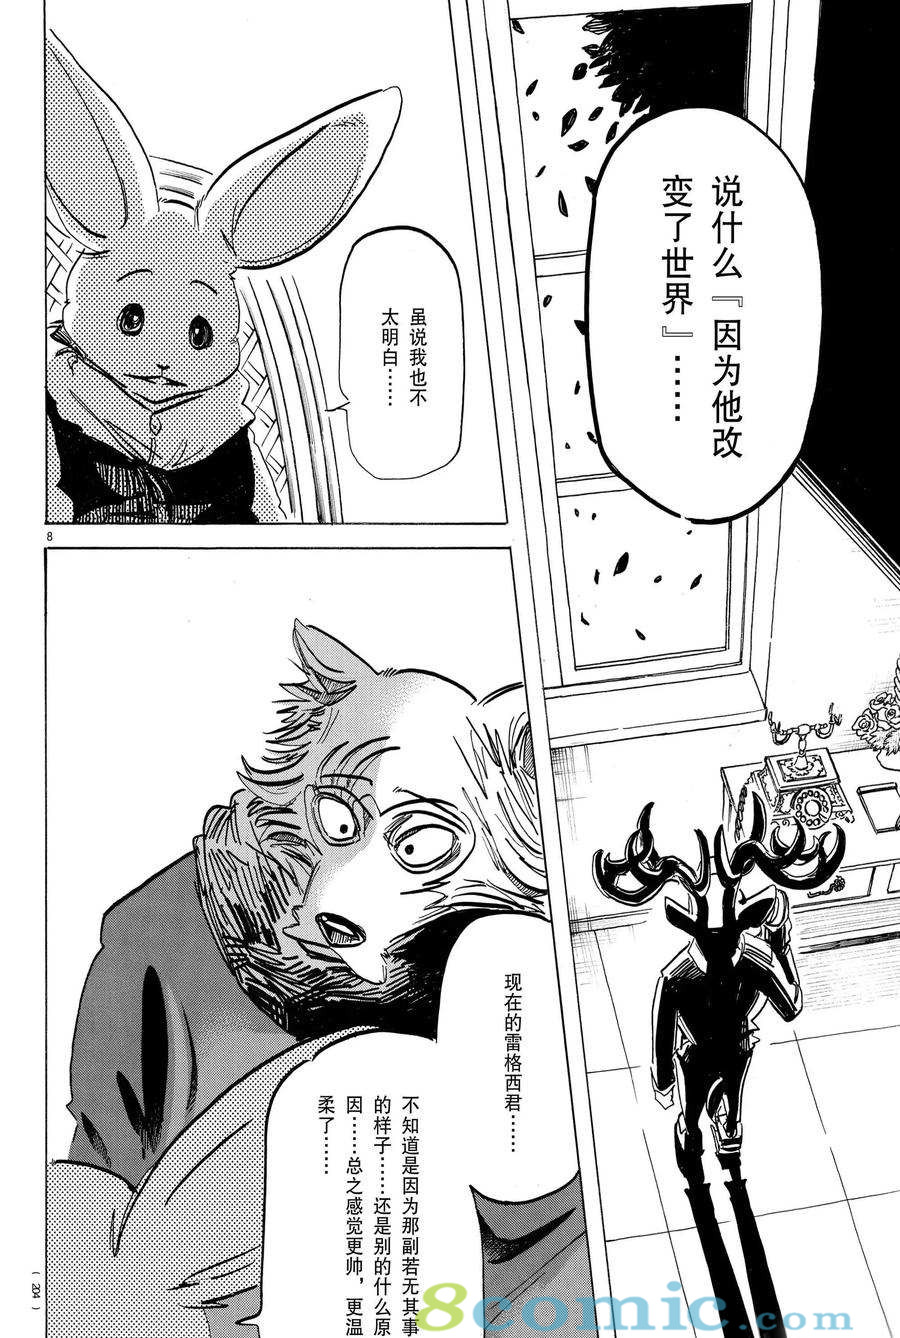 说什么『因为他改
变了世界』……
虽说我也不
太明白……
8
现在的雷格西君……
不知道是因为那副若无其事
的样子……还是别的什么原
因……总之感觉更帅，更温
柔了……
( 204 )
8comic.com